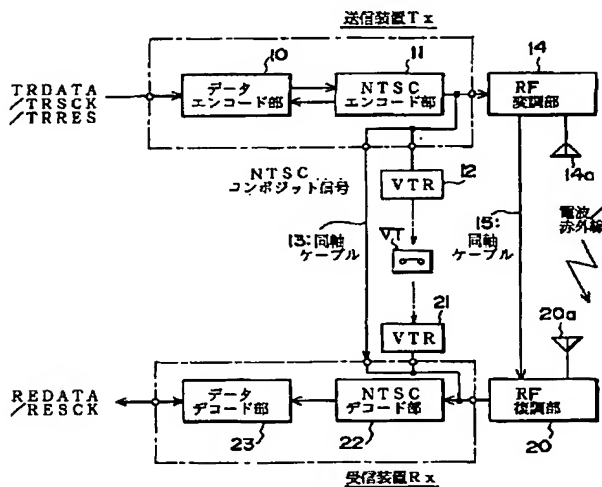 送信装置Tx
10
11
14
TRDATA
/TRSCK
/TRRES
データ
エンコード部
NTSC
エンコード部
RF
変調部
14a
NTSC
コンポジット信号
VTR
12
13:同軸
ケーブル
VT
15:
同軸
ケーブル
電波/
赤外線
21
VTR
20a
REDATA
/RESCK
データ
デコード部
23
NTSC
デコード部
22
RF
復調部
20
受信装置Rx